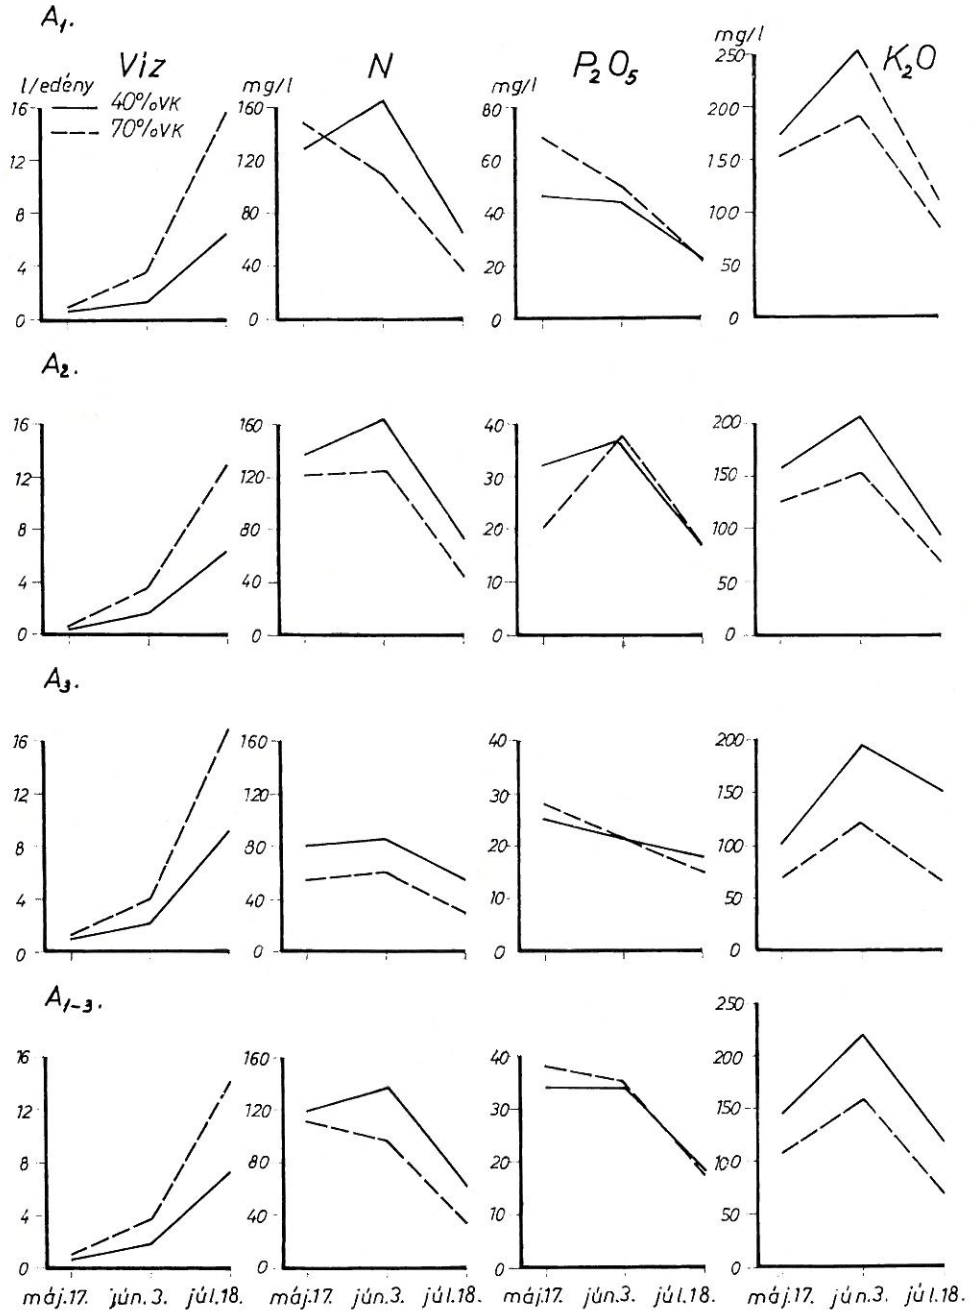 A₁.
Víz N P₂O₅ K₂O
l/edény mg/l mg/l mg/l
40%VK
70%VK
16 12 8 4 0
160 120 80 40 0
80 60 40 20 0
250 200 150 100 50 0
A₂.
16 12 8 4 0
160 120 80 40 0
40 30 20 10 0
200 150 100 50 0
A₃.
16 12 8 4 0
160 120 80 40 0
40 30 20 10 0
200 150 100 50 0
A₁₋₃.
16 12 8 4 0
160 120 80 40 0
40 30 20 10 0
250 200 150 100 50 0
máj.17. jún.3. júl.18. máj.17. jún.3. júl.18. máj.17. jún.3. júl.18. máj.17. jún.3. júl.18.